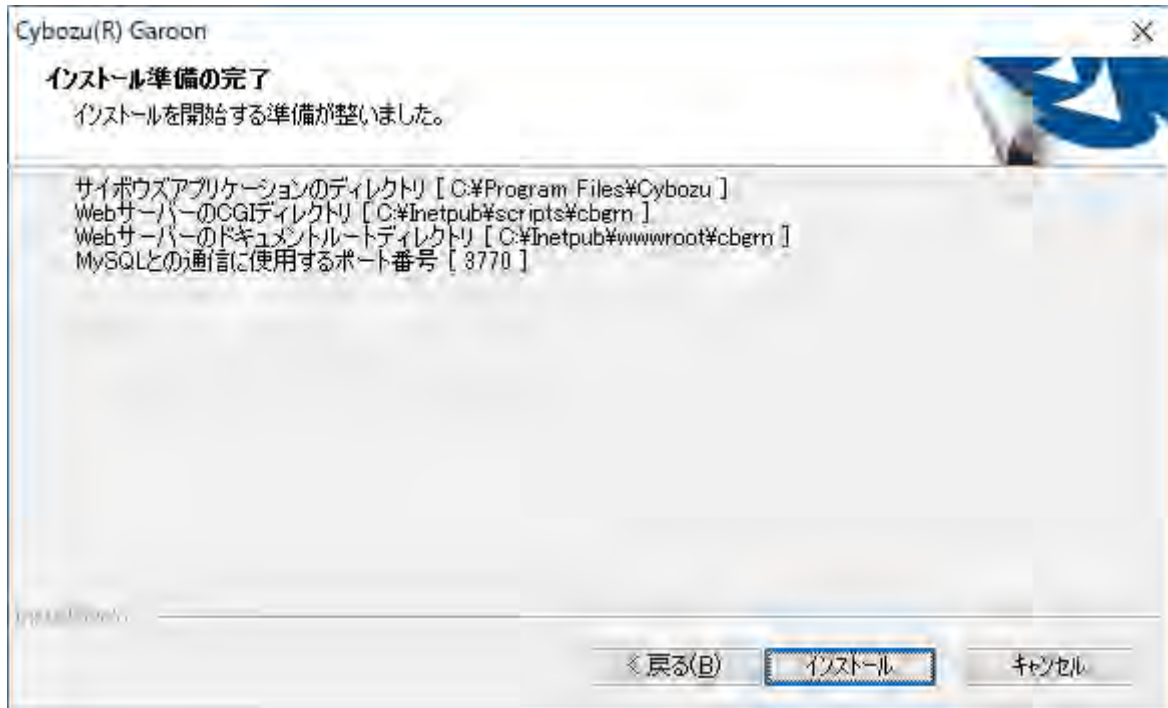 Cybozu(R) Garoon
インストール準備の完了
インストールを開始する準備が整いました。
サイボウズアプリケーションのディレクトリ [ C:¥Program Files¥Cybozu ]
WebサーバーのCGIディレクトリ [ C:¥Inetpub¥scripts¥cbgrn ]
Webサーバーのドキュメントルートディレクトリ [ C:¥Inetpub¥wwwroot¥cbgrn ]
MySQLとの通信に使用するポート番号 [ 3770 ]
< 戻る(B) インストール キャンセル